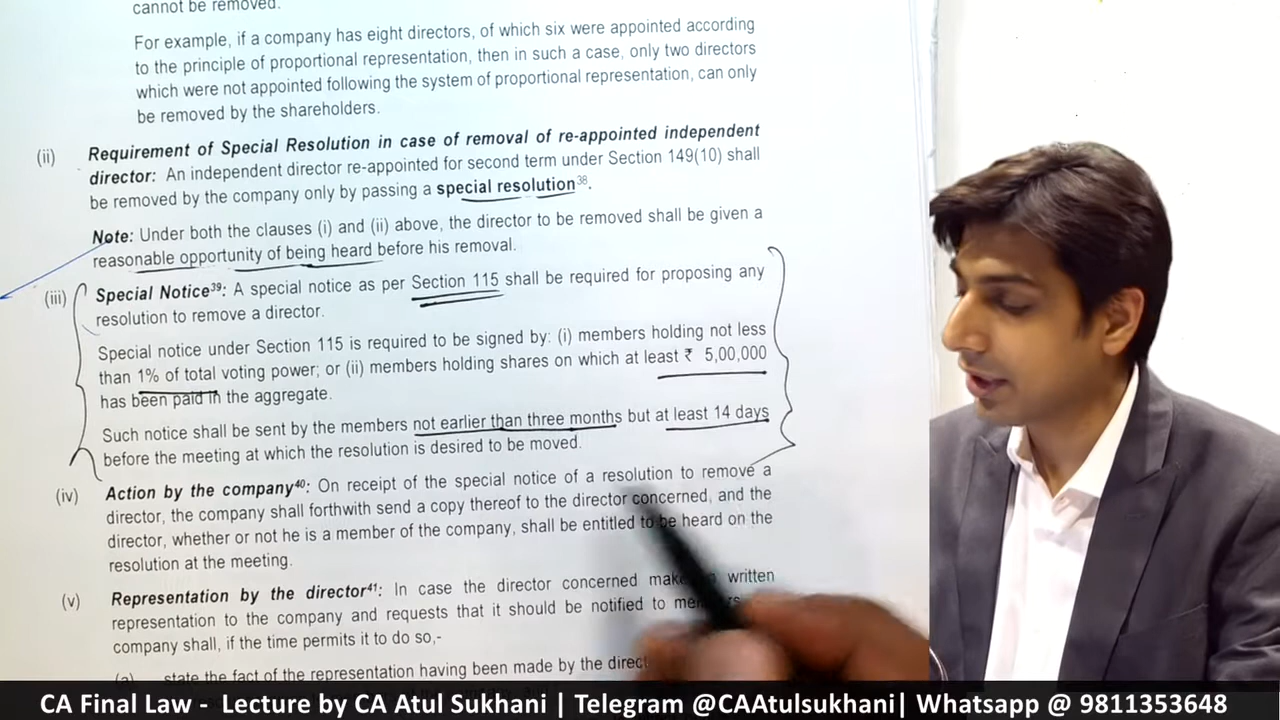 cannot be removed.
For example, if a company has eight directors, of which six were appointed according
to the principle of proportional representation, then in such a case, only two directors
which were not appointed following the system of proportional representation, can only
be removed by the shareholders.
(ii) Requirement of Special Resolution in case of removal of re-appointed independent
director: An independent director re-appointed for second term under Section 149(10) shall
be removed by the company only by passing a special resolution38.
Note: Under both the clauses (i) and (ii) above, the director to be removed shall be given a
reasonable opportunity of being heard before his removal.
(iii) Special Notice39: A special notice as per Section 115 shall be required for proposing any
resolution to remove a director.
Special notice under Section 115 is required to be signed by: (i) members holding not less
than 1% of total voting power; or (ii) members holding shares on which at least ₹ 5,00,000
has been paid in the aggregate.
Such notice shall be sent by the members not earlier than three months but at least 14 days
before the meeting at which the resolution is desired to be moved.
(iv) Action by the company40: On receipt of the special notice of a resolution to remove a
director, the company shall forthwith send a copy thereof to the director concerned, and the
director, whether or not he is a member of the company, shall be entitled to be heard on the
resolution at the meeting.
(v) Representation by the director41: In case the director concerned written
representation to the company and requests that it should be notified to
company shall, if the time permits it to do so,-
(a) state the fact of the representation having been made by the
CA Final Law - Lecture by CA Atul Sukhani | Telegram @CAAtulsukhani| Whatsapp @ 9811353648